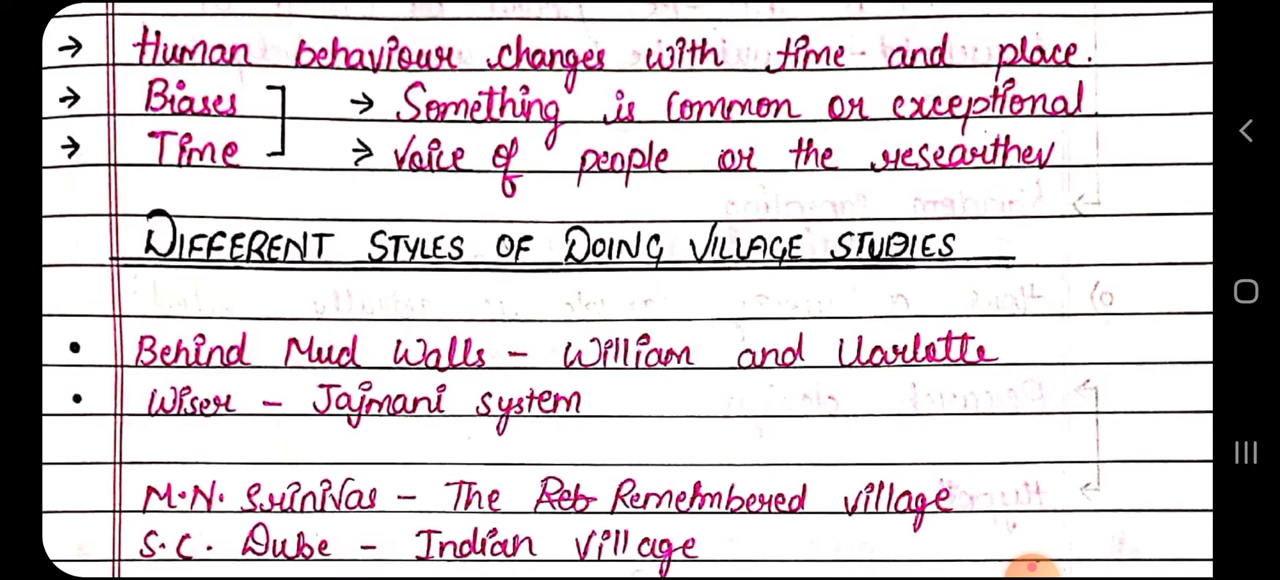 → Human behaviour changes with time and place.
→ Biases ] → Something is common or exceptional.
→ Time → Voice of people or the researther
DIFFERENT STYLES OF DOING VILLAGE STUDIES
• Behind Mud Walls - William and Uarlotte
• Wiser - Jajmani system
M.N. Srinivas - The Reb Remembered village
S.C. Dube - Indian Village